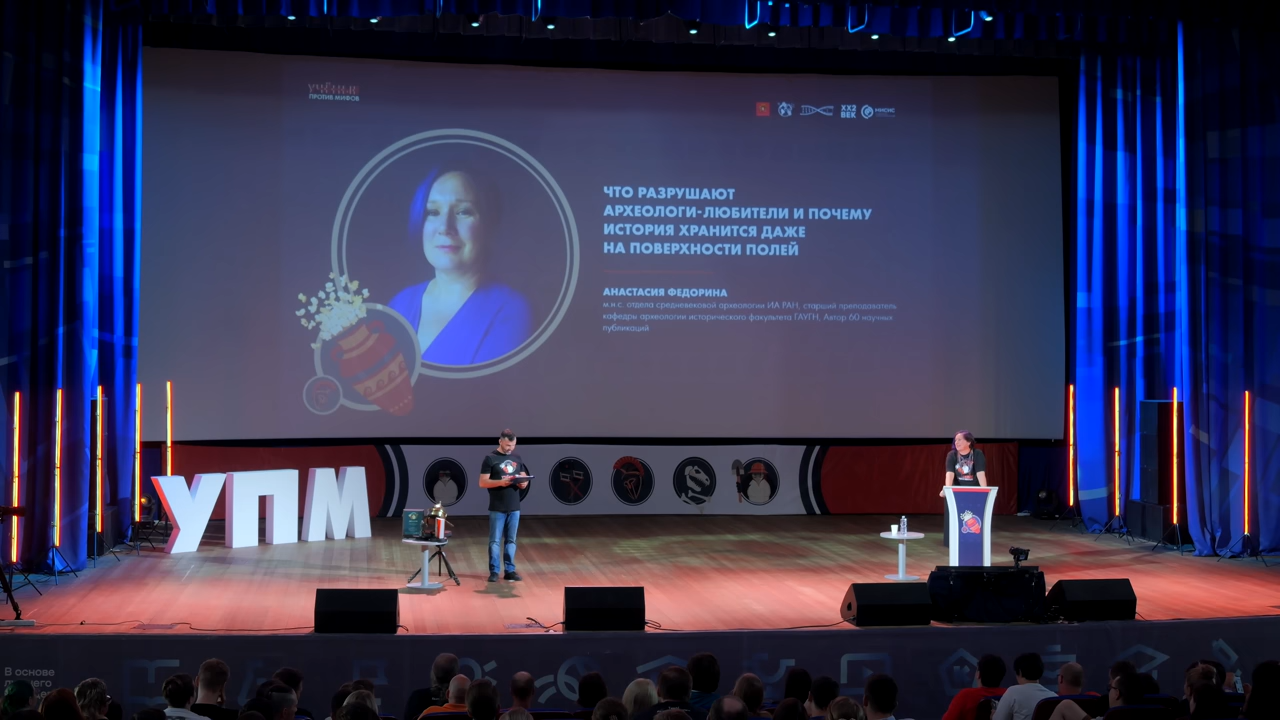 УЧЁНЫЕ
ПРОТИВ МИФОВ
XX2
ВЕК
МИСИС
ЧТО РАЗРУШАЮТ
АРХЕОЛОГИ-ЛЮБИТЕЛИ И ПОЧЕМУ
ИСТОРИЯ ХРАНИТСЯ ДАЖЕ
НА ПОВЕРХНОСТИ ПОЛЕЙ
АНАСТАСИЯ ФЕДОРИНА
м.н.с. отдела средневековой археологии ИА РАН, старший преподаватель
кафедры археологии исторического факультета ГАУГН, Автор 60 научных
публикаций
УПМ
В основе